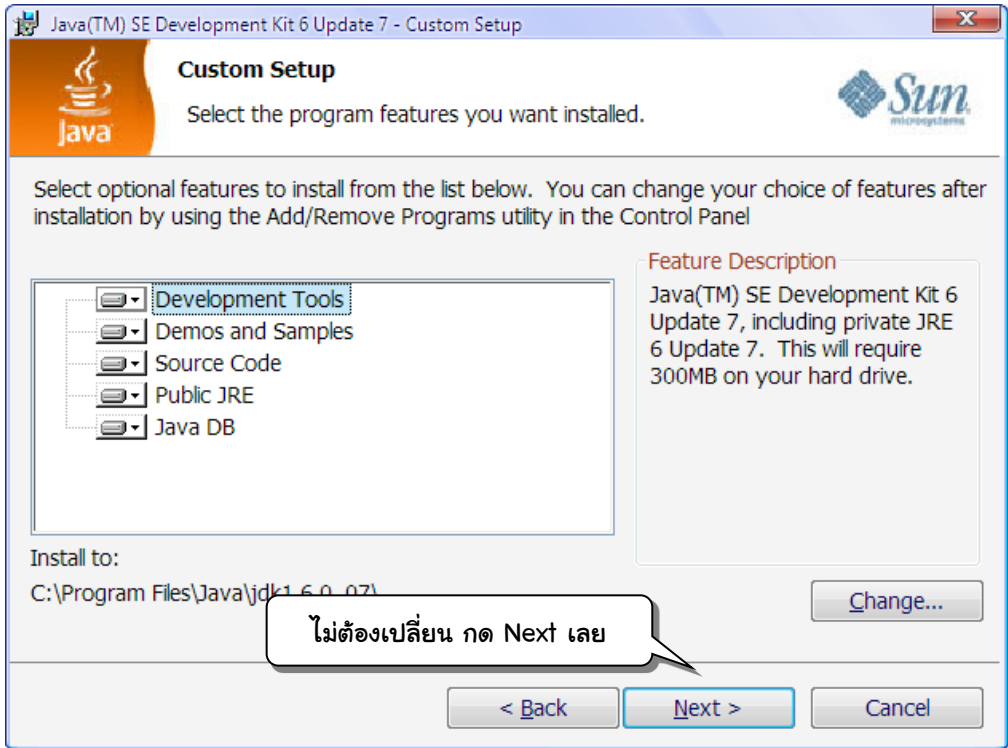 Java(TM) SE Development Kit 6 Update 7 - Custom Setup
Java
Custom Setup
Select the program features you want installed.
Sun
microsystems
Select optional features to install from the list below.  You can change your choice of features after
installation by using the Add/Remove Programs utility in the Control Panel
Development Tools
Demos and Samples
Source Code
Public JRE
Java DB
Feature Description
Java(TM) SE Development Kit 6
Update 7, including private JRE
6 Update 7.  This will require
300MB on your hard drive.
Install to:
C:\Program Files\Java\jdk1.6.0_07\
Change...
ไม่ต้องเปลี่ยน กด Next เลย
< Back
Next >
Cancel